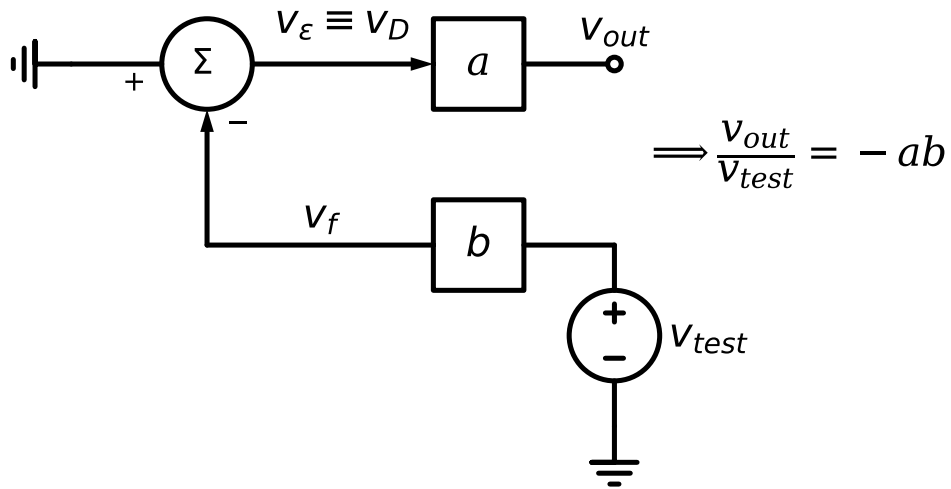 v_ε ≡ v_D
a
v_out
Σ
+
−
⟹ v_out / v_test = − ab
v_f
b
+
−
v_test